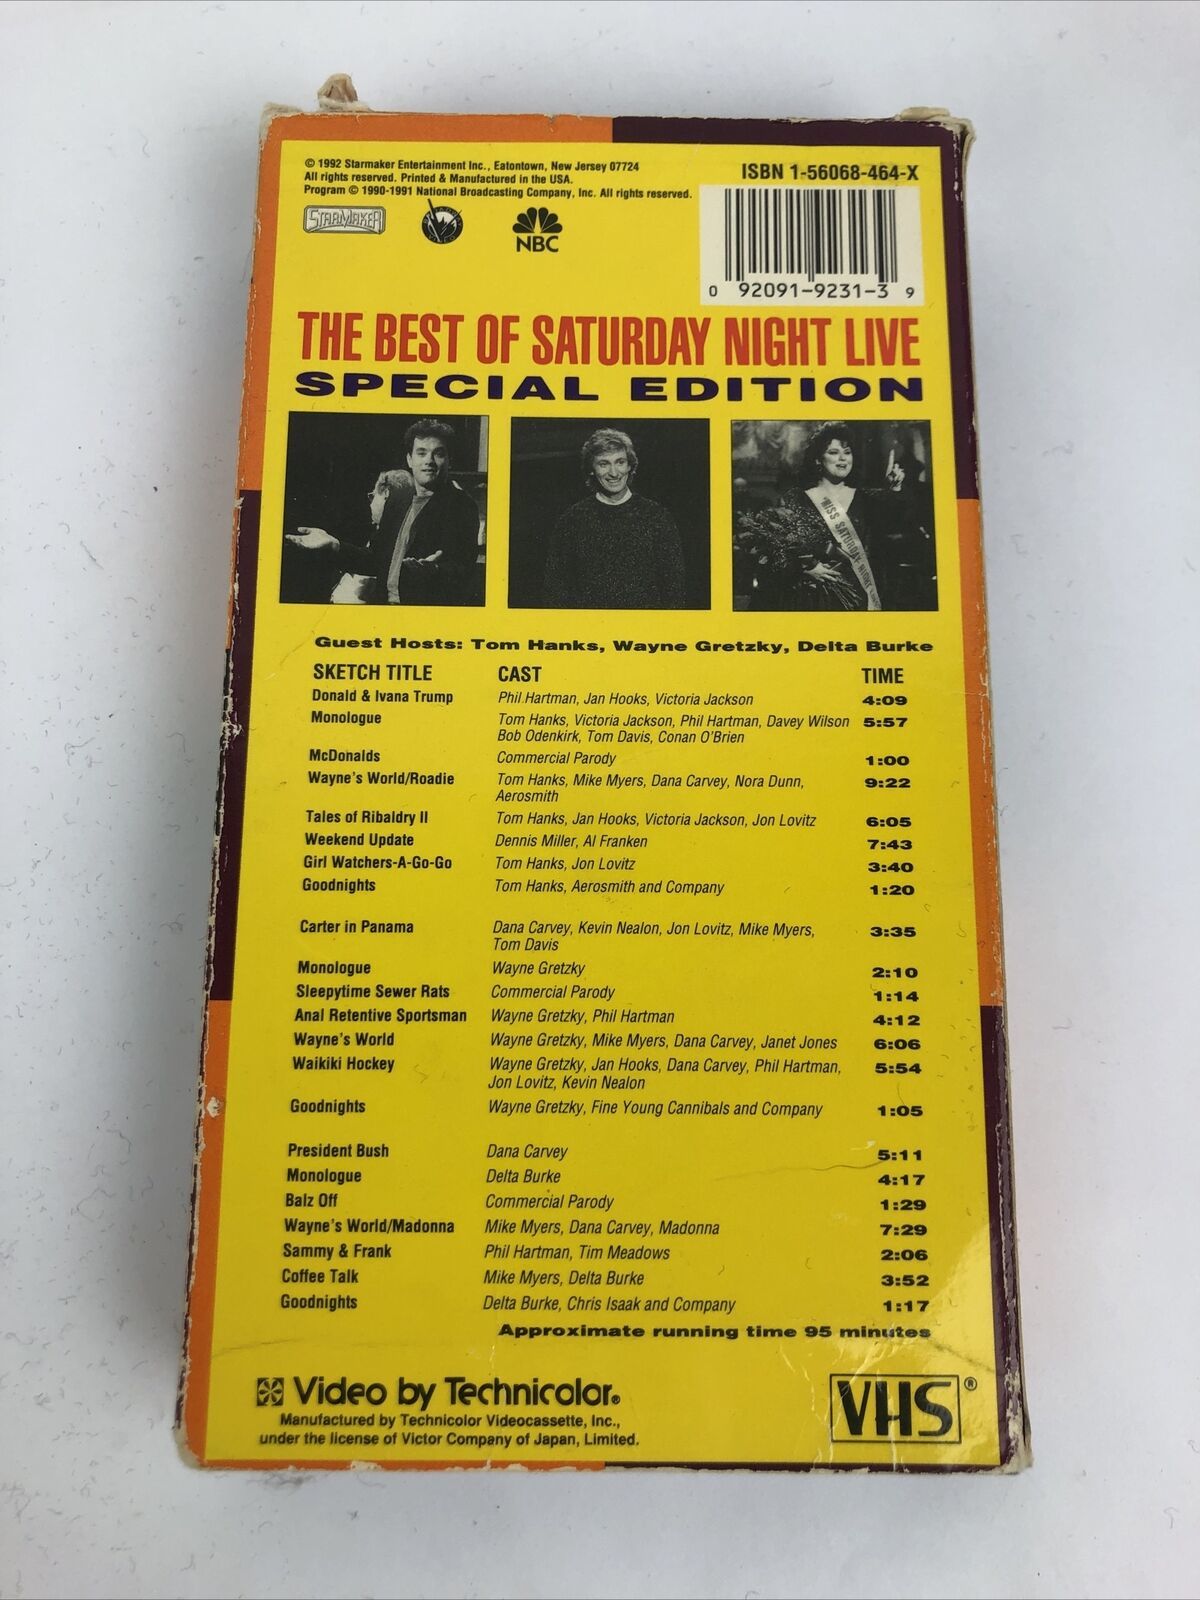 © 1992 Starmaker Entertainment Inc., Eatontown, New Jersey 07724
All rights reserved. Printed & Manufactured in the USA.
Program © 1990-1991 National Broadcasting Company, Inc. All rights reserved.
STARMAKER
NBC
ISBN 1-56068-464-X
0 92091-9231-3 9
THE BEST OF SATURDAY NIGHT LIVE
SPECIAL EDITION
MISS SATURDAY NIGHT
Guest Hosts: Tom Hanks, Wayne Gretzky, Delta Burke
SKETCH TITLE CAST TIME
Donald & Ivana Trump Phil Hartman, Jan Hooks, Victoria Jackson 4:09
Monologue Tom Hanks, Victoria Jackson, Phil Hartman, Davey Wilson 5:57
Bob Odenkirk, Tom Davis, Conan O'Brien
McDonalds Commercial Parody 1:00
Wayne's World/Roadie Tom Hanks, Mike Myers, Dana Carvey, Nora Dunn, 9:22
Aerosmith
Tales of Ribaldry II Tom Hanks, Jan Hooks, Victoria Jackson, Jon Lovitz 6:05
Weekend Update Dennis Miller, Al Franken 7:43
Girl Watchers-A-Go-Go Tom Hanks, Jon Lovitz 3:40
Goodnights Tom Hanks, Aerosmith and Company 1:20
Carter in Panama Dana Carvey, Kevin Nealon, Jon Lovitz, Mike Myers, 3:35
Tom Davis
Monologue Wayne Gretzky 2:10
Sleepytime Sewer Rats Commercial Parody 1:14
Anal Retentive Sportsman Wayne Gretzky, Phil Hartman 4:12
Wayne's World Wayne Gretzky, Mike Myers, Dana Carvey, Janet Jones 6:06
Waikiki Hockey Wayne Gretzky, Jan Hooks, Dana Carvey, Phil Hartman, 5:54
Jon Lovitz, Kevin Nealon
Goodnights Wayne Gretzky, Fine Young Cannibals and Company 1:05
President Bush Dana Carvey 5:11
Monologue Delta Burke 4:17
Balz Off Commercial Parody 1:29
Wayne's World/Madonna Mike Myers, Dana Carvey, Madonna 7:29
Sammy & Frank Phil Hartman, Tim Meadows 2:06
Coffee Talk Mike Myers, Delta Burke 3:52
Goodnights Delta Burke, Chris Isaak and Company 1:17
Approximate running time 95 minutes
Video by Technicolor®
Manufactured by Technicolor Videocassette, Inc.,
under the license of Victor Company of Japan, Limited.
VHS®